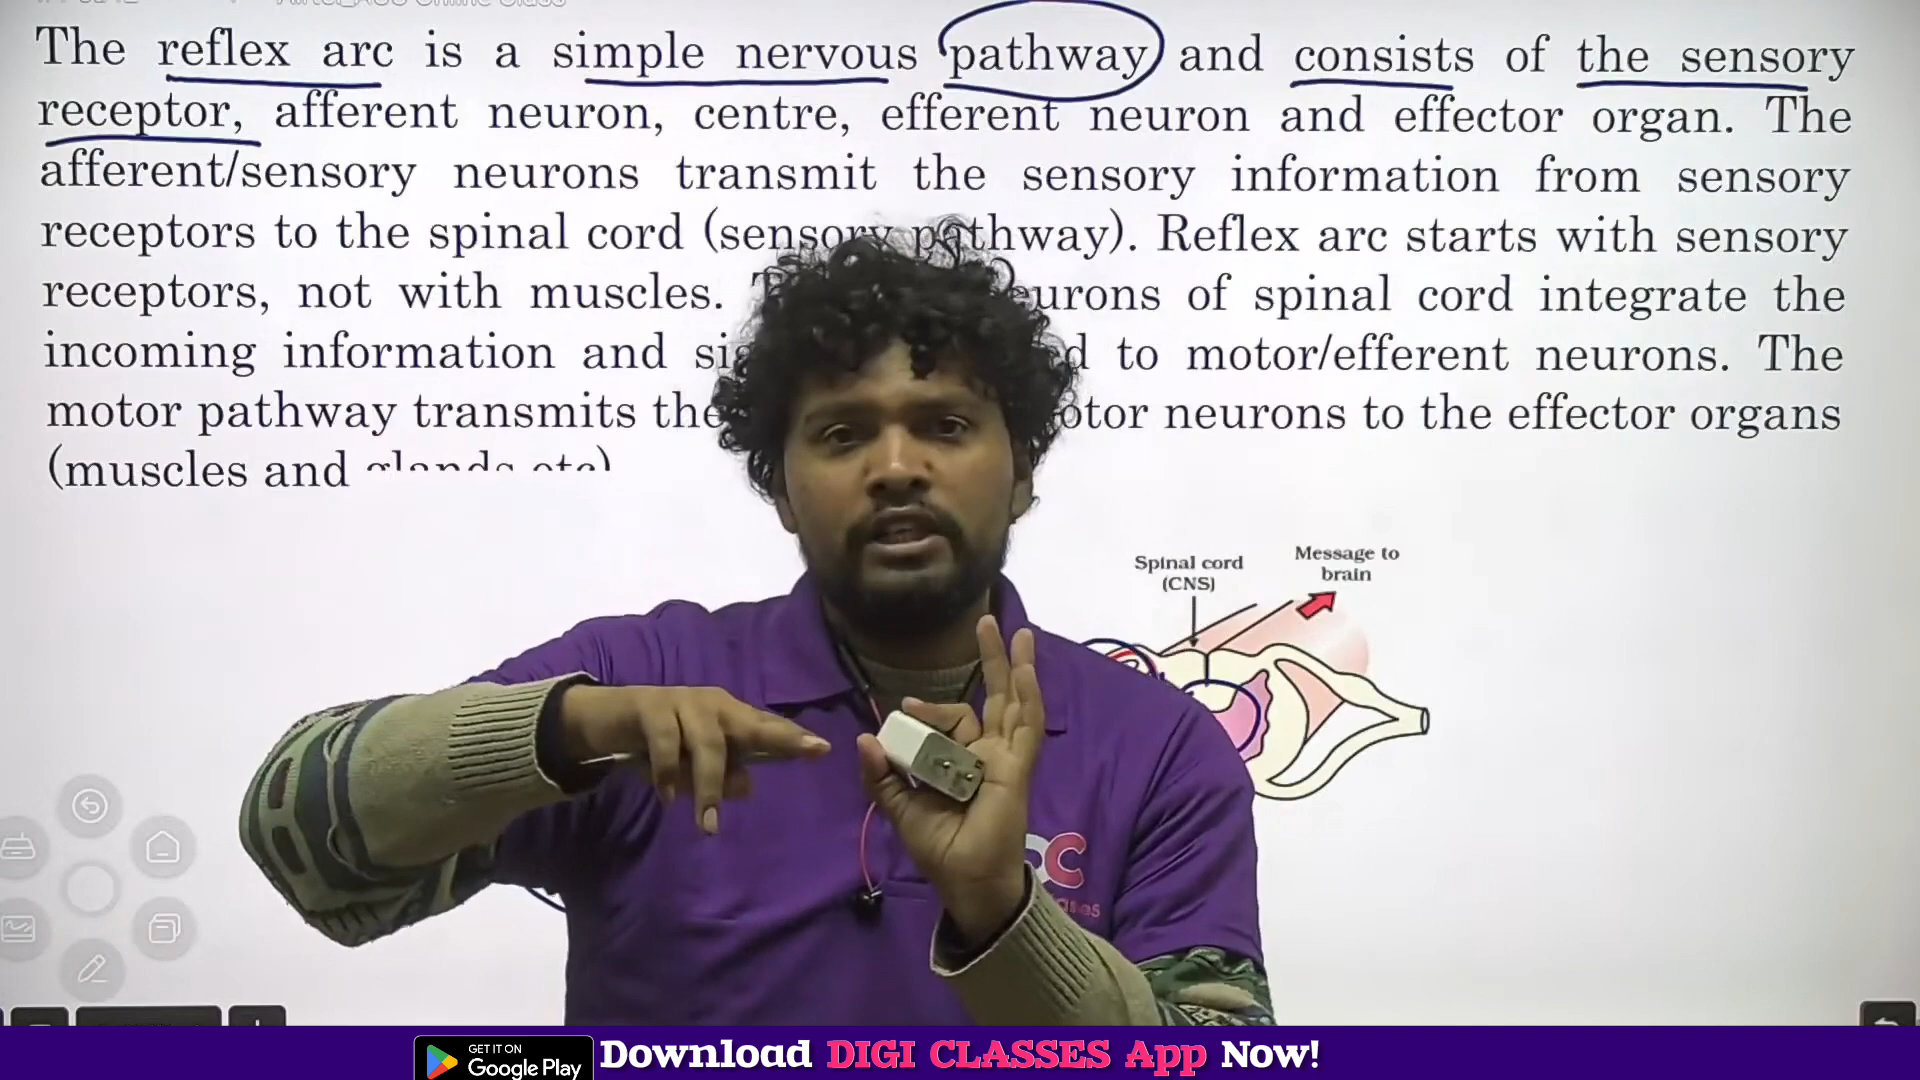 The reflex arc is a simple nervous pathway and consists of the sensory
receptor, afferent neuron, centre, efferent neuron and effector organ. The
afferent/sensory neurons transmit the sensory information from sensory
receptors to the spinal cord (sensory pathway). Reflex arc starts with sensory
receptors, not with muscles. of spinal cord integrate the
incoming information and to motor/efferent neurons. The
motor pathway transmits the neurons to the effector organs
(muscles and glands etc)
Spinal cord
(CNS)
Message to
brain
GET IT ON
Google Play
Download DIGI CLASSES App Now!